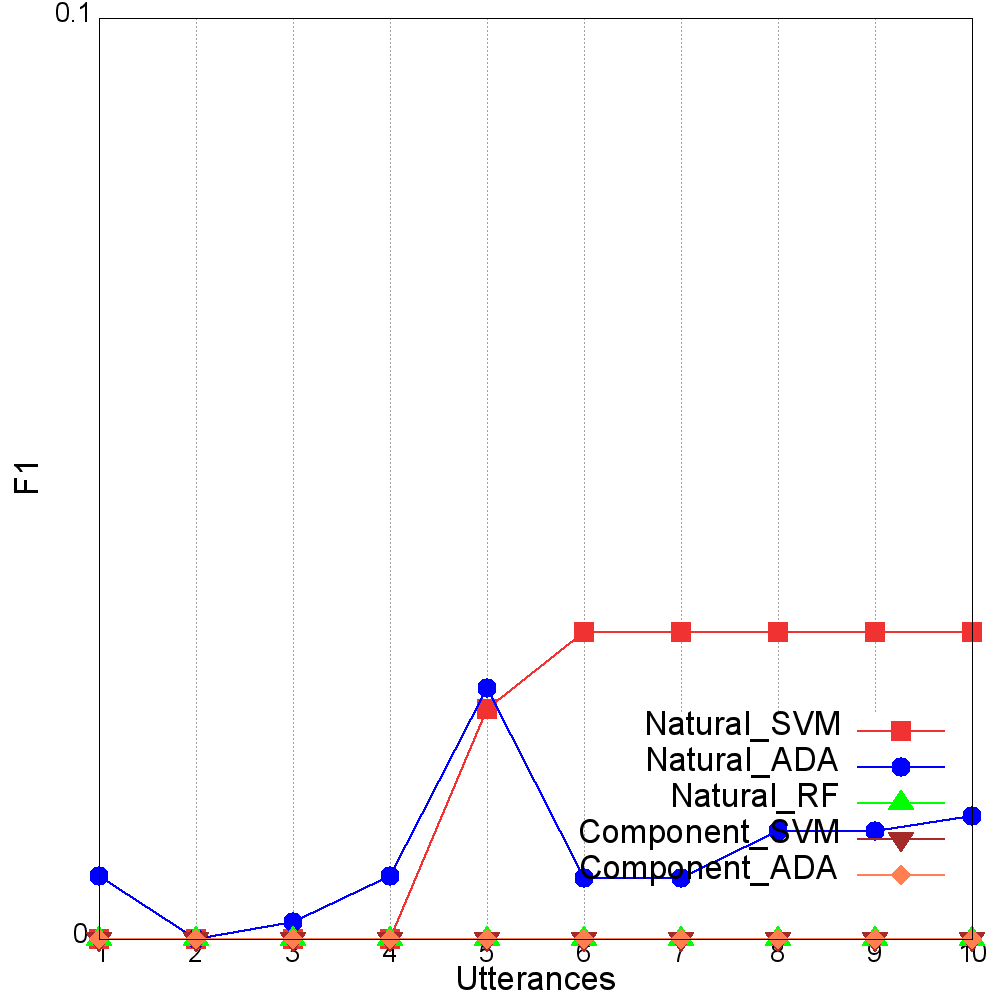 0.1
F1
Natural_SVM
Natural_ADA
Natural_RF
Component_SVM
Component_ADA
0
1 2 3 4 5 6 7 8 9 10
Utterances